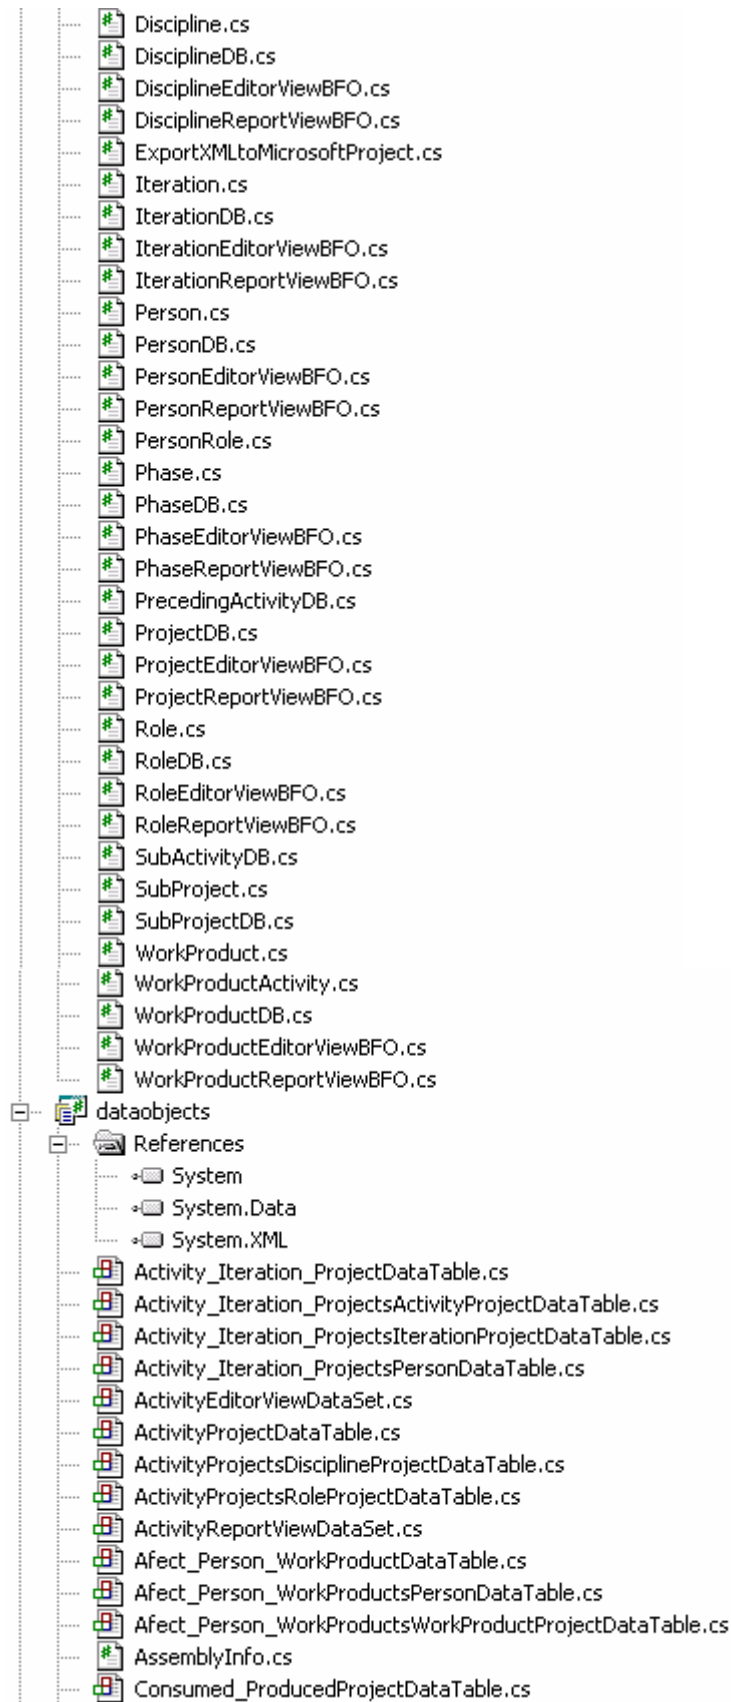 Discipline.cs
DisciplineDB.cs
DisciplineEditorViewBFO.cs
DisciplineReportViewBFO.cs
ExportXMLtoMicrosoftProject.cs
Iteration.cs
IterationDB.cs
IterationEditorViewBFO.cs
IterationReportViewBFO.cs
Person.cs
PersonDB.cs
PersonEditorViewBFO.cs
PersonReportViewBFO.cs
PersonRole.cs
Phase.cs
PhaseDB.cs
PhaseEditorViewBFO.cs
PhaseReportViewBFO.cs
PrecedingActivityDB.cs
ProjectDB.cs
ProjectEditorViewBFO.cs
ProjectReportViewBFO.cs
Role.cs
RoleDB.cs
RoleEditorViewBFO.cs
RoleReportViewBFO.cs
SubActivityDB.cs
SubProject.cs
SubProjectDB.cs
WorkProduct.cs
WorkProductActivity.cs
WorkProductDB.cs
WorkProductEditorViewBFO.cs
WorkProductReportViewBFO.cs
dataobjects
References
System
System.Data
System.XML
Activity_Iteration_ProjectDataTable.cs
Activity_Iteration_ProjectsActivityProjectDataTable.cs
Activity_Iteration_ProjectsIterationProjectDataTable.cs
Activity_Iteration_ProjectsPersonDataTable.cs
ActivityEditorViewDataSet.cs
ActivityProjectDataTable.cs
ActivityProjectsDisciplineProjectDataTable.cs
ActivityProjectsRoleProjectDataTable.cs
ActivityReportViewDataSet.cs
Afect_Person_WorkProductDataTable.cs
Afect_Person_WorkProductsPersonDataTable.cs
Afect_Person_WorkProductsWorkProductProjectDataTable.cs
AssemblyInfo.cs
Consumed_ProducedProjectDataTable.cs